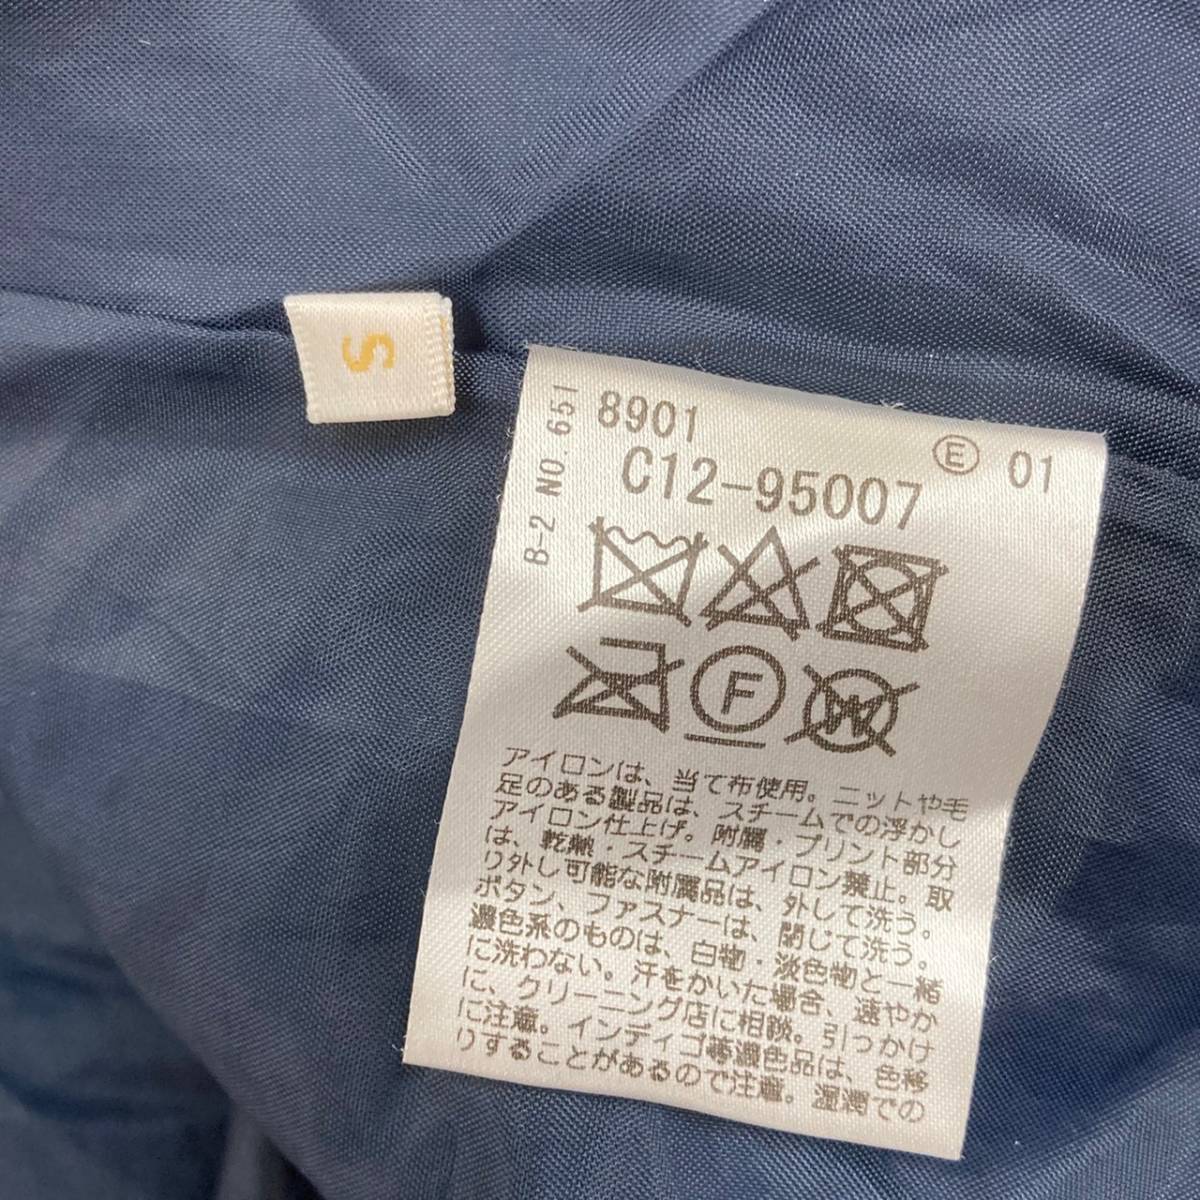 S
B-2 NO.651
8901
E 01
C12-95007
F
W
アイロンは、当て布使用。ニットや毛
足のある製品は、スチームでの浮かし
アイロン仕上げ。附属・プリント部分
は、乾熱・スチームアイロン禁止。取
り外し可能な附属品は、外して洗う。
ボタン、ファスナーは、閉じて洗う。
濃色系のものは、白物・淡色物と一緒
に洗わない。汗をかいた場合、速やか
に、クリーニング店に相談。引っかけ
に注意。インディゴ等濃色品は、色移
りすることがあるので注意。湿潤での